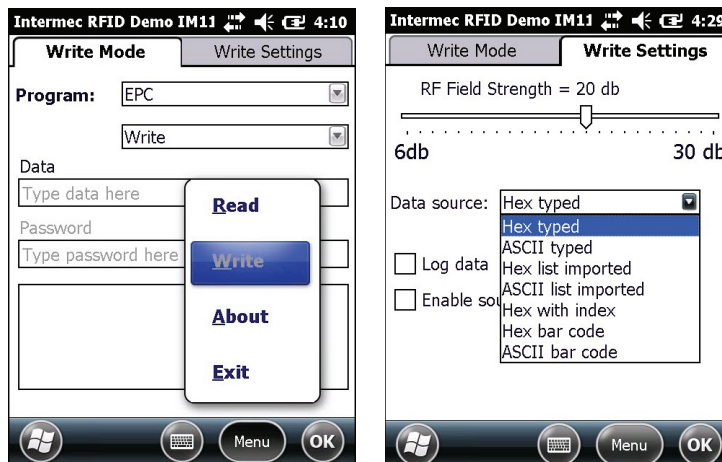 Intermec RFID Demo IM11 4:10
Write Mode Write Settings
Program: EPC
Write
Data
Type data here
Password
Type password here
Read
Write
About
Exit
Menu OK
Intermec RFID Demo IM11 4:29
Write Mode Write Settings
RF Field Strength = 20 db
6db 30 db
Data source: Hex typed
Hex typed
ASCII typed
Log data Hex list imported
ASCII list imported
Enable sou Hex with index
Hex bar code
ASCII bar code
Menu OK